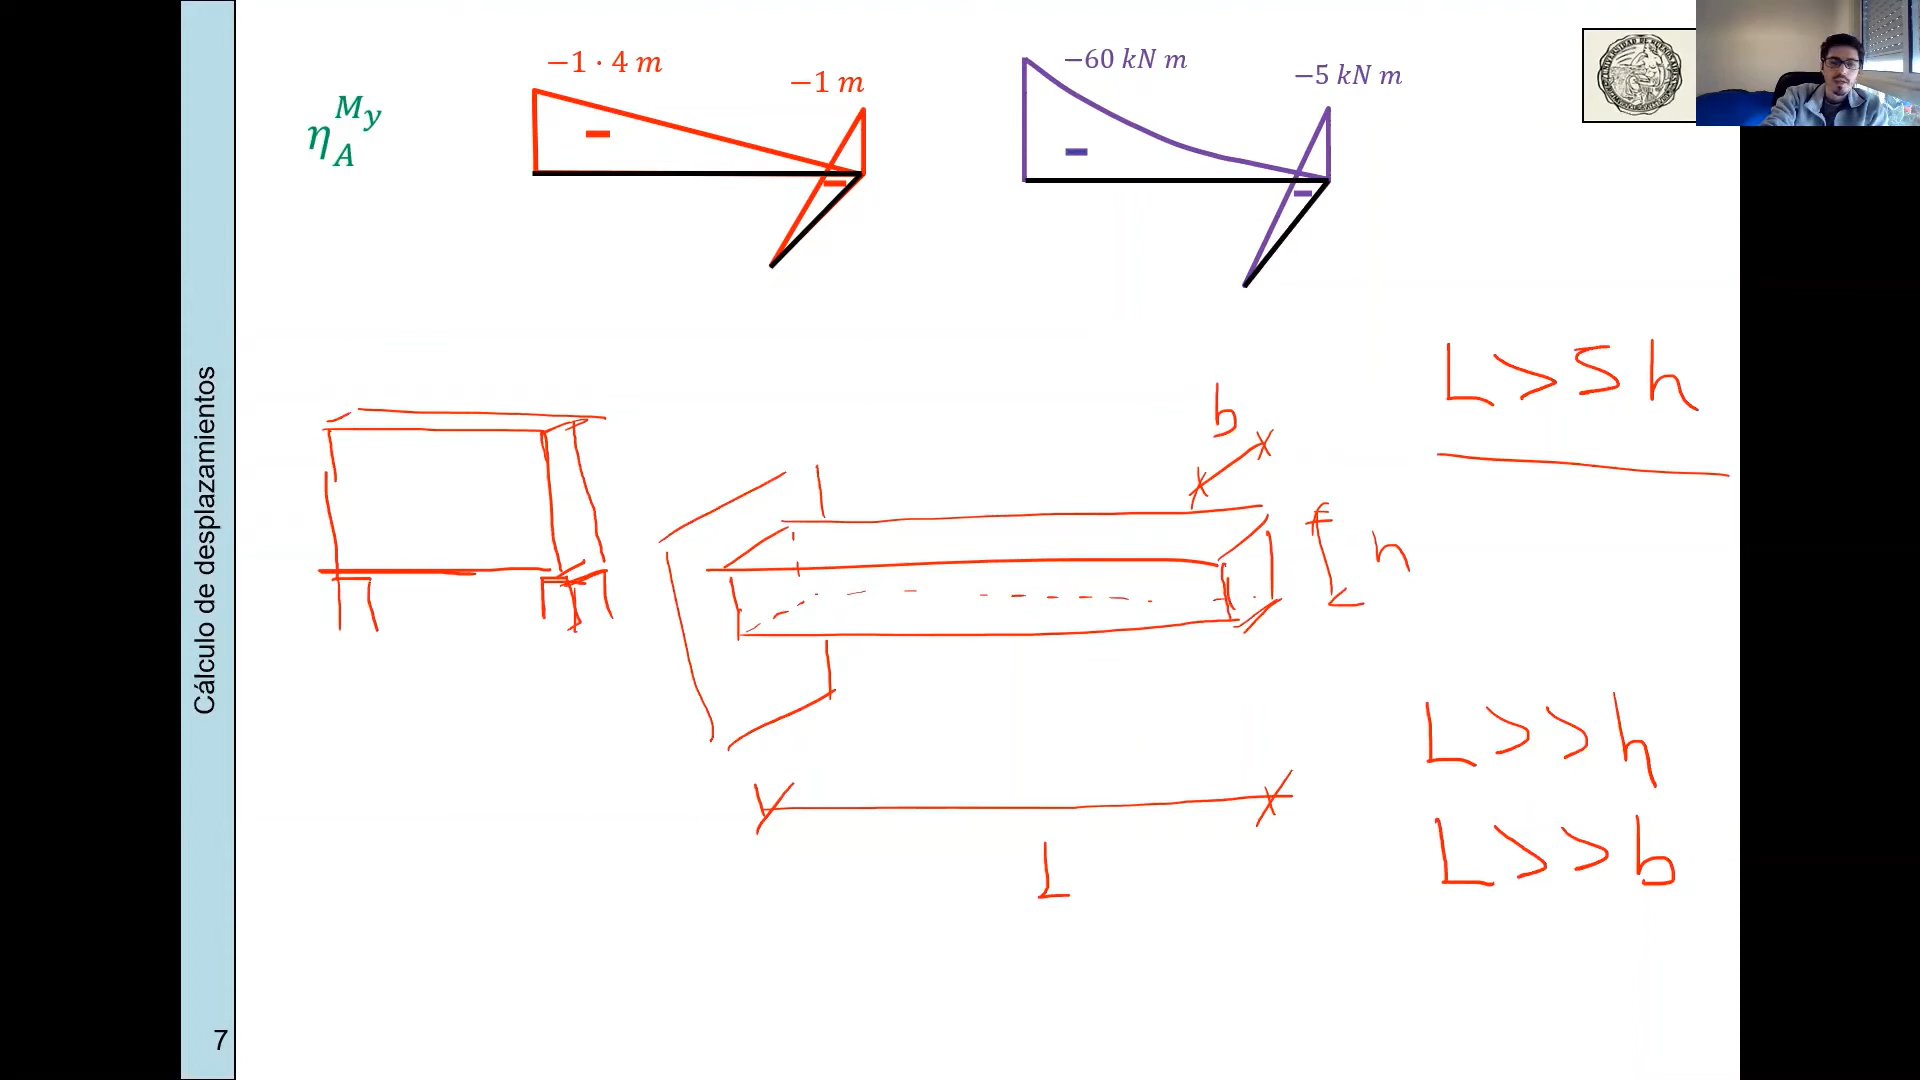 η_A^{M_y}
−1 · 4 m
−1 m
−60 kN m
−5 kN m
L > 5 h
b
h
L
L >> h
L >> b
Cálculo de desplazamientos
7